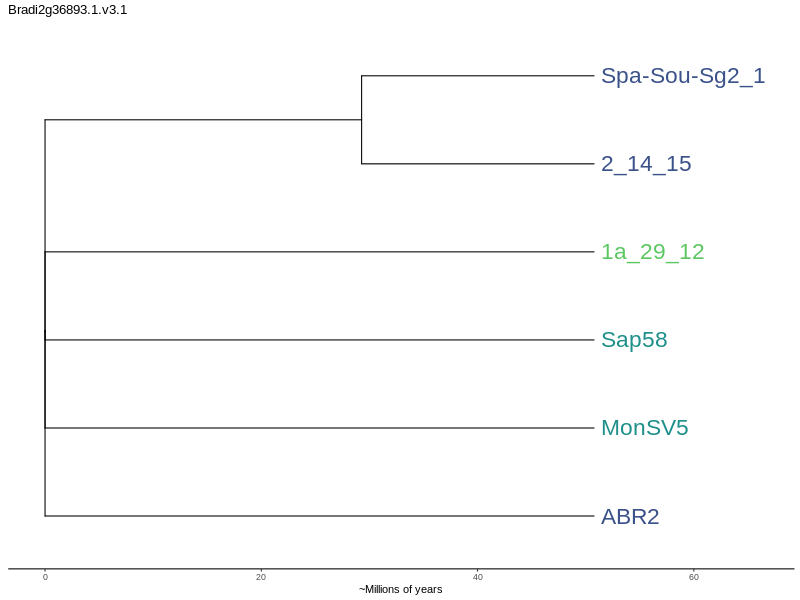 Bradi2g36893.1.v3.1
Spa-Sou-Sg2_1
2_14_15
1a_29_12
Sap58
MonSV5
ABR2
0 20 40 60
~Millions of years